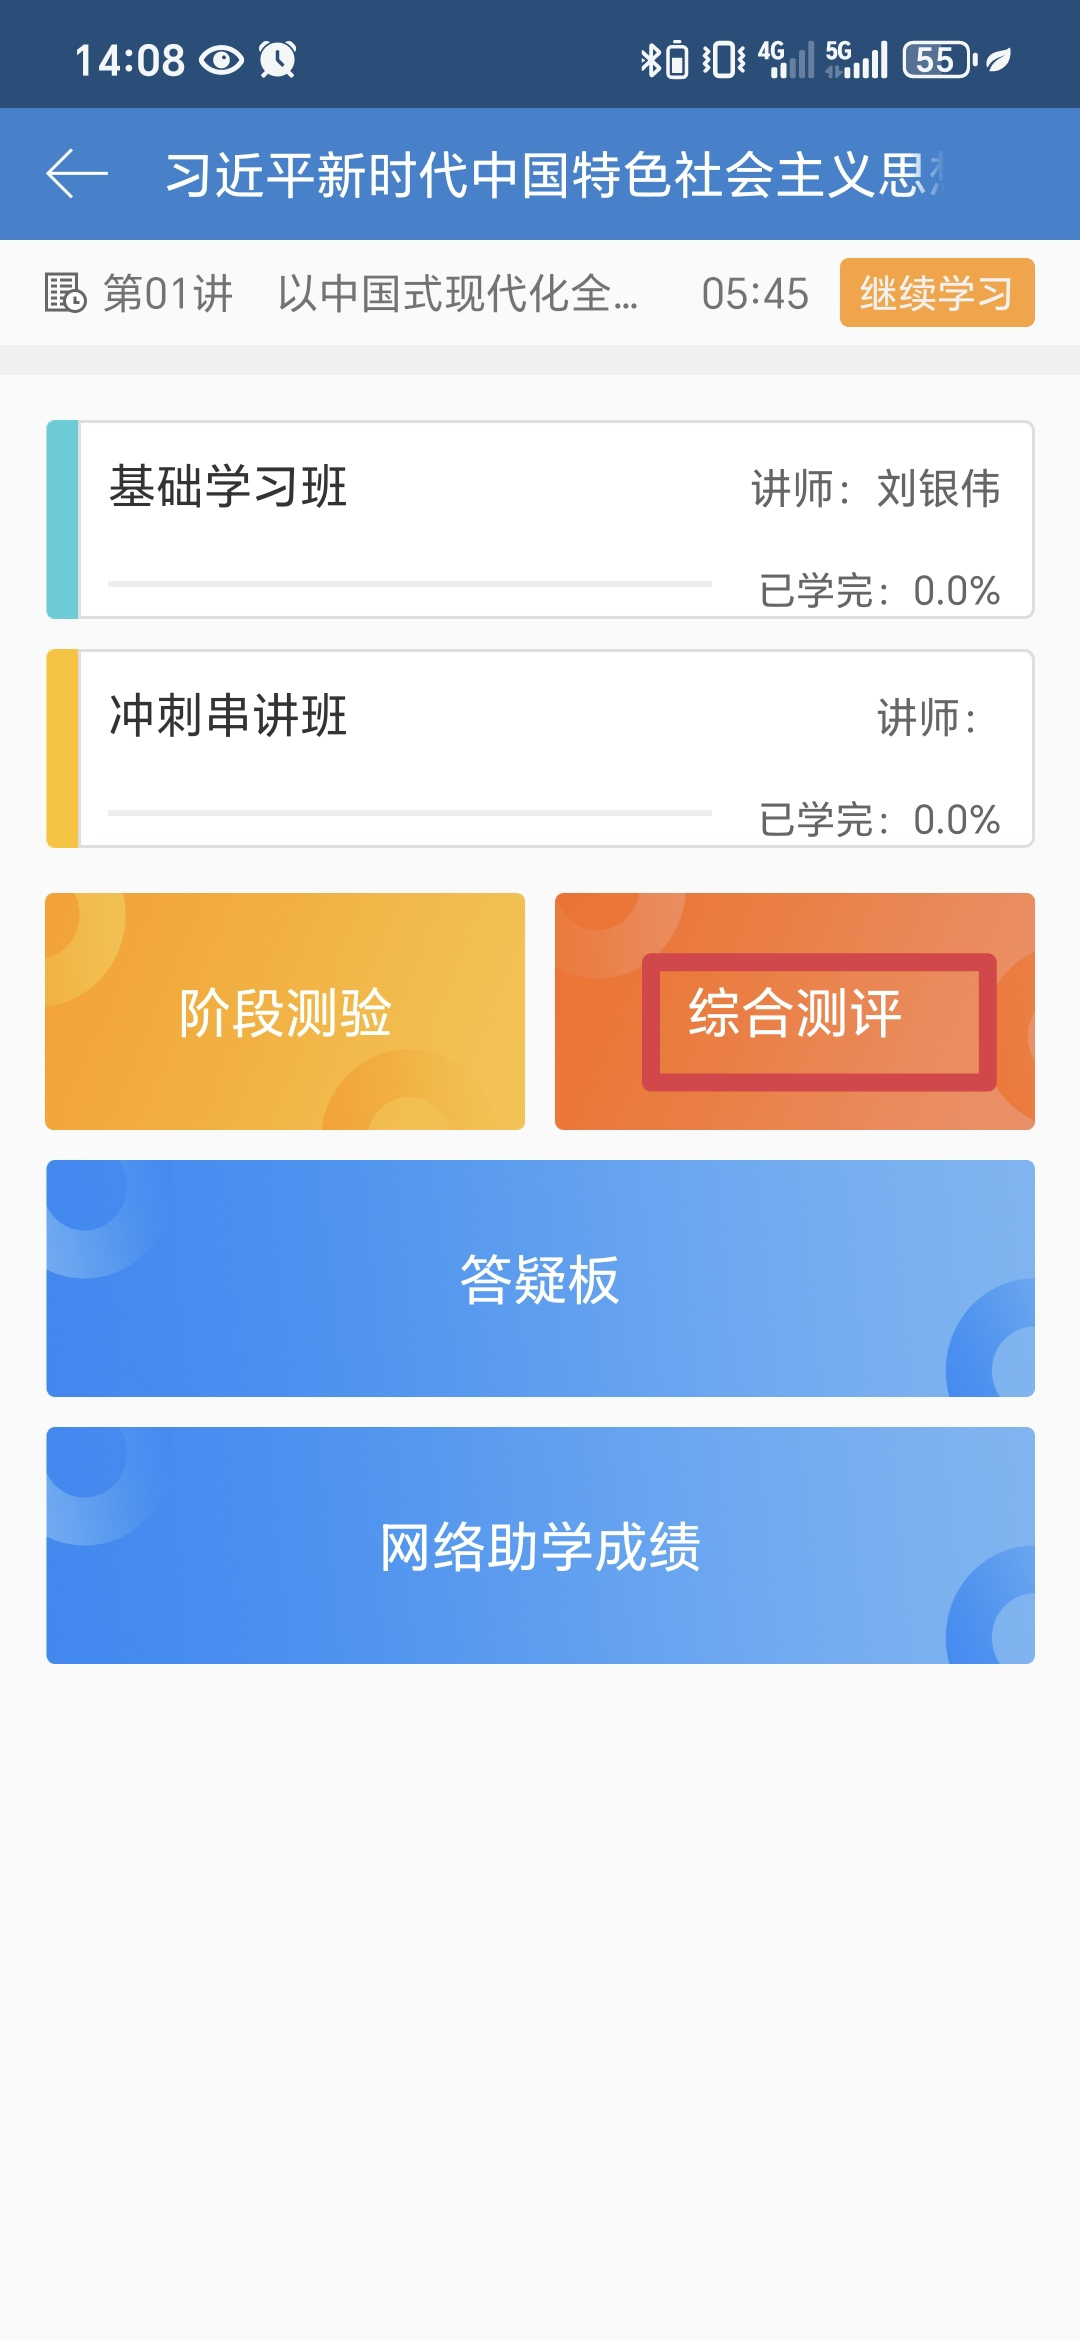 14:08 4G 5G 55
习近平新时代中国特色社会主义思
第01讲 以中国式现代化全... 05:45 继续学习
基础学习班 讲师：刘银伟
已学完：0.0%
冲刺串讲班 讲师：
已学完：0.0%
阶段测验 综合测评
答疑板
网络助学成绩